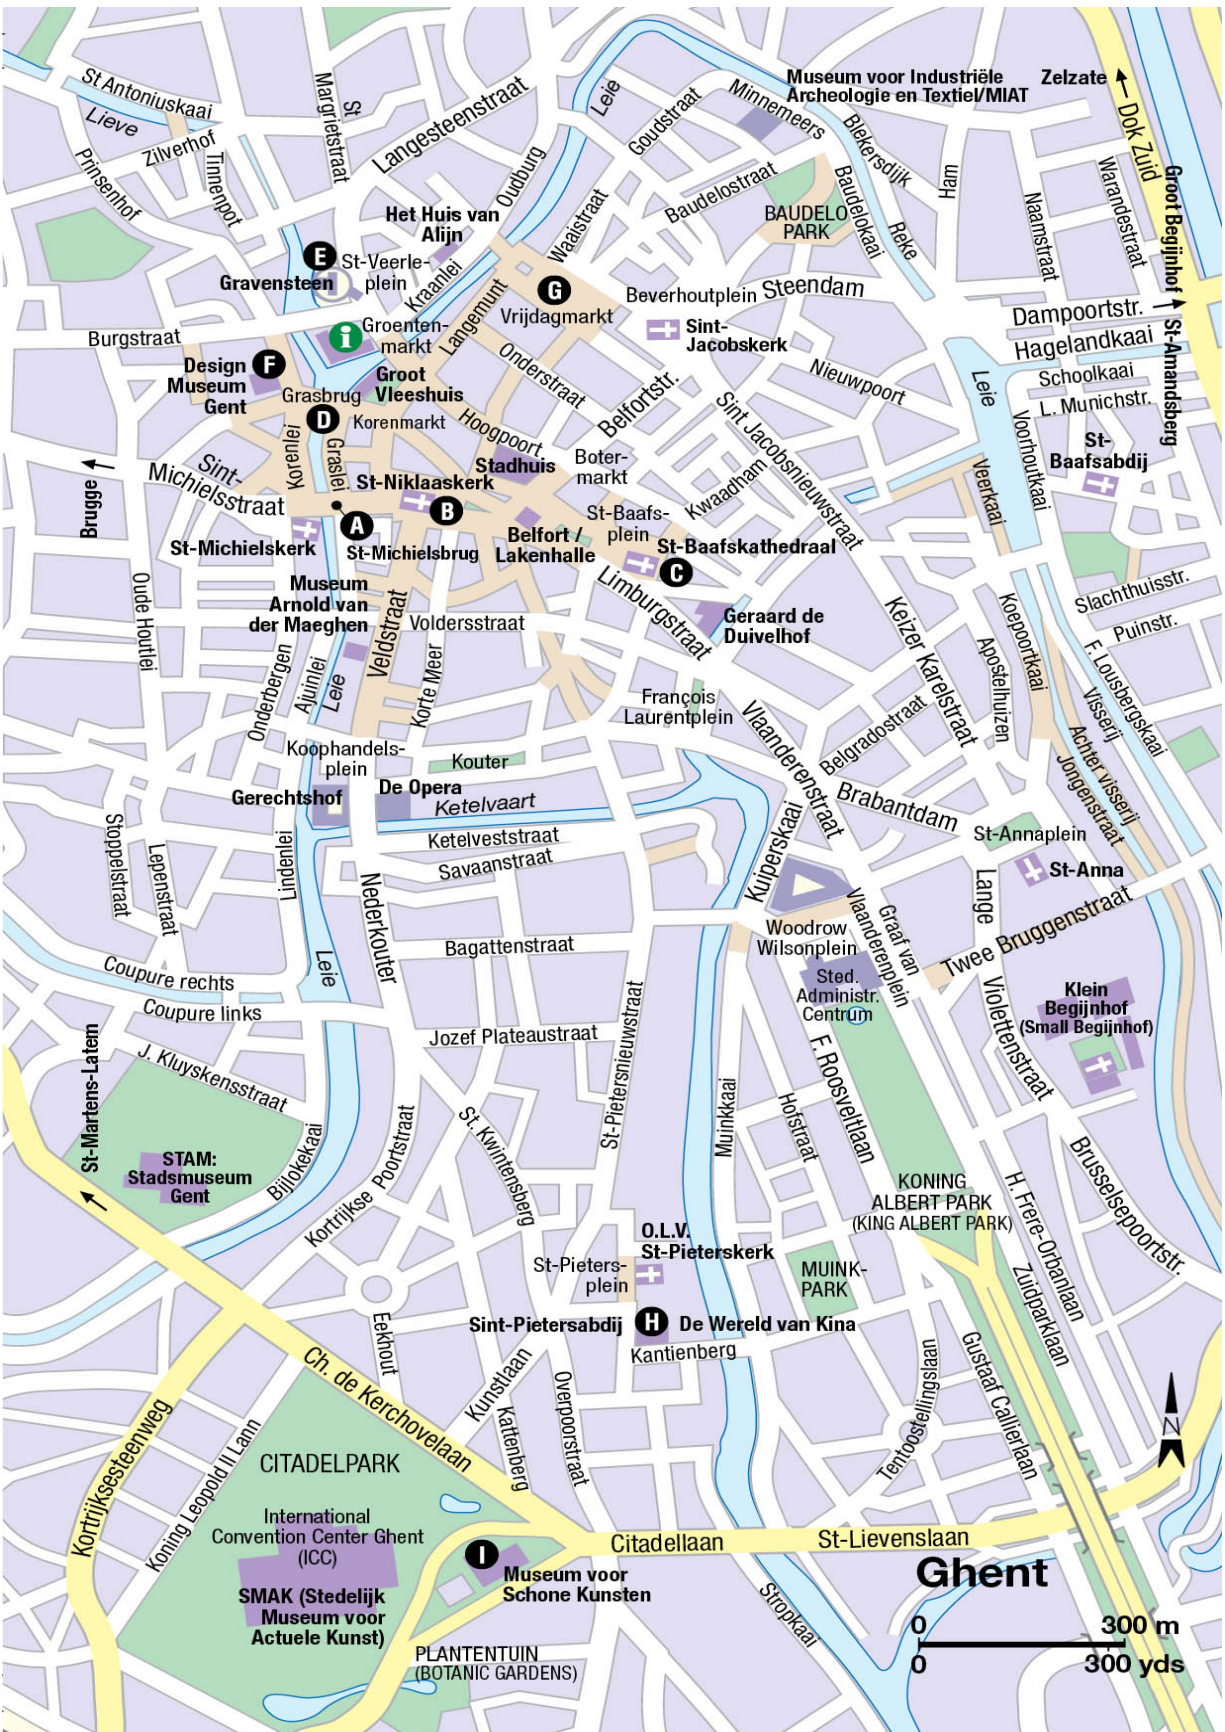 St Antoniuskaai
Lieve
Zilverhof
Prinsenhof
Tinnenpot
St
Margrietstraat
Langesteenstraat
Oudburg
Leie
Goudstraat
Minnemeers
Museum voor Industriële
Archeologie en Textiel/MIAT
Zelzate
Dok Zuid
Blekersdijk
Ham
Baudelostraat
BAUDELO
PARK
Baudelokaai
Reke
Naamstraat
Warandestraat
Groot Begijnhof
Het Huis van
Alijn
Waaistraat
E
St-Veerle-
plein
Gravensteen
Kraanlei
G
Vrijdagmarkt
Beverhoutplein
Steendam
Dampoortstr.
Hagelandkaai
St-Amandsberg
Schoolkaai
L. Munichstr.
Burgstraat
i
Groenten-
markt
Langemunt
Sint-
Jacobskerk
Design
Museum
Gent
F
Groot
Vleeshuis
Grasbrug
D
Korenmarkt
Onderstraat
Belfortstr.
Nieuwpoort
Leie
Voorhoutkaai
St-
Baafsabdij
Hoogpoort
Sint Jacobsnieuwstraat
Korenlei
Graslei
Sint-
Michielsstraat
Brugge
St-Niklaaskerk
B
Stadhuis
Boter-
markt
Kwaadham
Veerkaai
St-Baafs-
plein
A
St-Michielskerk
St-Michielsbrug
Belfort /
Lakenhalle
St-Baafskathedraal
C
Limburgstraat
Museum
Arnold van
der Maeghen
Oude Houtlei
Veldstraat
Voldersstraat
Geraard de
Duivelhof
Keizer Karelstraat
Apostelhuizen
Koepoortkaai
Slachthuisstr.
Puinstr.
F. Lousbergskaai
Visserij
Onderbergen
Ajuinlei
Leie
Korte Meer
François
Laurentplein
Vlaanderenstraat
Belgradostraat
Achter visserij
Jongenstraat
Koophandels-
plein
Kouter
Gerechtshof
De Opera
Ketelvaart
Ketelveststraat
Savaanstraat
Brabantdam
St-Annaplein
St-Anna
Stoppelstraat
Lepenstraat
Lindenlei
Nederkouter
Kuiperskaai
Lange
Violettenstraat
Twee Bruggenstraat
Woodrow
Wilsonplein
Graaf van
Vlaanderenplein
Bagattenstraat
Sted.
Administr.
Centrum
Klein
Begijnhof
(Small Begijnhof)
Leie
Coupure rechts
Coupure links
Jozef Plateaustraat
St-Pietersnieuwstraat
F. Rooseveltlaan
St-Martens-Latem
J. Kluyskensstraat
Muinkkaai
Hofstraat
STAM:
Stadsmuseum
Gent
Bijlokekaai
Kortrijkse Poortstraat
St. Kwintensberg
KONING
ALBERT PARK
(KING ALBERT PARK)
Brusselsepoortstr.
H. Frere-Orbanlaan
Zuidparklaan
O.L.V.
St-Pieterskerk
St-Pieters-
plein
MUINK-
PARK
Sint-Pietersabdij
H
De Wereld van Kina
Kantienberg
Eekhout
Ch. de Kerchovelaan
Kunstlaan
Kattenberg
Overpoorstraat
Tentoostellingslaan
Gustaaf Callierlaan
N
Kortrijksesteenweg
Koning Leopold II Lann
CITADELPARK
International
Convention Center Ghent
(ICC)
SMAK (Stedelijk
Museum voor
Actuele Kunst)
I
Museum voor
Schone Kunsten
Citadellaan
St-Lievenslaan
Stropkaai
PLANTENTUIN
(BOTANIC GARDENS)
Ghent
0 300 m
0 300 yds